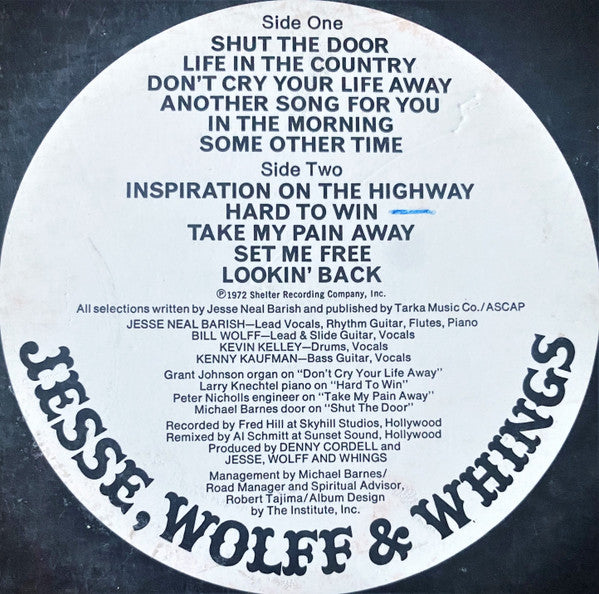 Side One
SHUT THE DOOR
LIFE IN THE COUNTRY
DON'T CRY YOUR LIFE AWAY
ANOTHER SONG FOR YOU
IN THE MORNING
SOME OTHER TIME
Side Two
INSPIRATION ON THE HIGHWAY
HARD TO WIN
TAKE MY PAIN AWAY
SET ME FREE
LOOKIN' BACK
℗1972 Shelter Recording Company, Inc.
All selections written by Jesse Neal Barish and published by Tarka Music Co./ASCAP
JESSE NEAL BARISH—Lead Vocals, Rhythm Guitar, Flutes, Piano
BILL WOLFF—Lead & Slide Guitar, Vocals
KEVIN KELLEY—Drums, Vocals
KENNY KAUFMAN—Bass Guitar, Vocals
Grant Johnson organ on "Don't Cry Your Life Away"
Larry Knechtel piano on "Hard To Win"
Peter Nicholls engineer on "Take My Pain Away"
Michael Barnes door on "Shut The Door"
Recorded by Fred Hill at Skyhill Studios, Hollywood
Remixed by Al Schmitt at Sunset Sound, Hollywood
Produced by DENNY CORDELL and
JESSE, WOLFF AND WHINGS
Management by Michael Barnes/
Road Manager and Spiritual Advisor,
Robert Tajima/Album Design
by The Institute, Inc.
JESSE, WOLFF & WHINGS